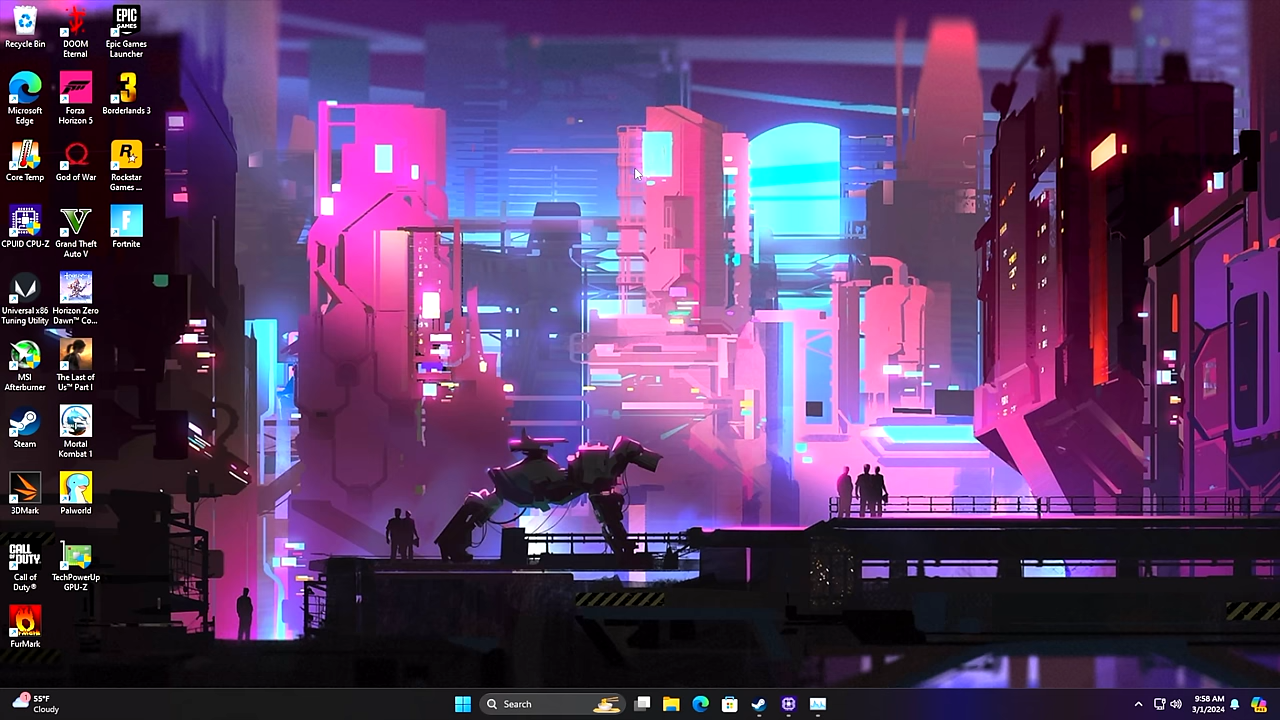 Recycle Bin
DOOM
Eternal
EPIC
GAMES
Epic Games
Launcher
Microsoft
Edge
Forza
Horizon 5
3
Borderlands 3
Core Temp
God of War
R
Rockstar
Games ...
CPUID CPU-Z
V
Grand Theft
Auto V
F
Fortnite
Universal x86
Tuning Utility
Horizon Zero
Dawn™ Co...
MSI
Afterburner
The Last of
Us™ Part I
Steam
Mortal
Kombat 1
3DMark
Palworld
CALL OF
DUTY
Call of
Duty®
TechPowerUp
GPU-Z
FurMark
1
55°F
Cloudy
Search
9:58 AM
3/1/2024